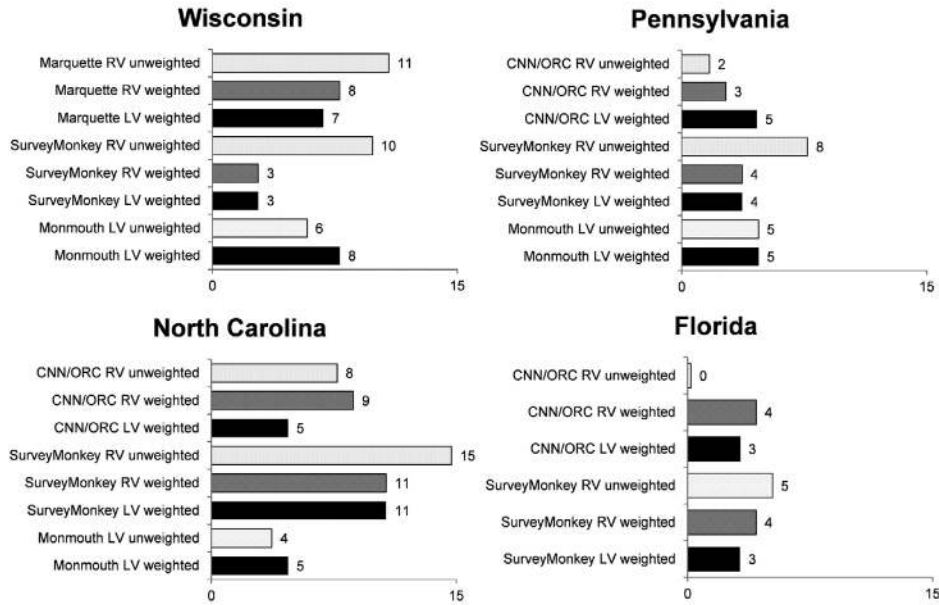 Wisconsin
Marquette RV unweighted 11
Marquette RV weighted 8
Marquette LV weighted 7
SurveyMonkey RV unweighted 10
SurveyMonkey RV weighted 3
SurveyMonkey LV weighted 3
Monmouth LV unweighted 6
Monmouth LV weighted 8
0 15
Pennsylvania
CNN/ORC RV unweighted 2
CNN/ORC RV weighted 3
CNN/ORC LV weighted 5
SurveyMonkey RV unweighted 8
SurveyMonkey RV weighted 4
SurveyMonkey LV weighted 4
Monmouth LV unweighted 5
Monmouth LV weighted 5
0 15
North Carolina
CNN/ORC RV unweighted 8
CNN/ORC RV weighted 9
CNN/ORC LV weighted 5
SurveyMonkey RV unweighted 15
SurveyMonkey RV weighted 11
SurveyMonkey LV weighted 11
Monmouth LV unweighted 4
Monmouth LV weighted 5
0 15
Florida
CNN/ORC RV unweighted 0
CNN/ORC RV weighted 4
CNN/ORC LV weighted 3
SurveyMonkey RV unweighted 5
SurveyMonkey RV weighted 4
SurveyMonkey LV weighted 3
0 15